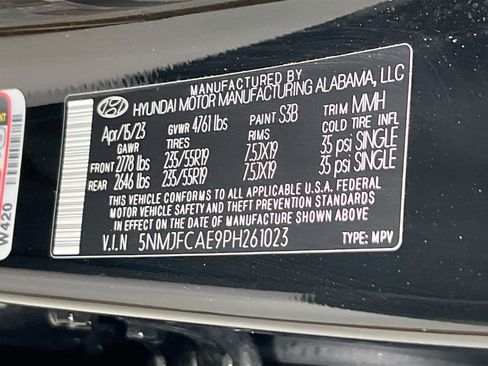 MANUFACTURED BY
HYUNDAI MOTOR MANUFACTURING ALABAMA, LLC
Apr/15/23 GVWR 4761 lbs PAINT S3B TRIM MMH
GAWR TIRES RIMS COLD TIRE INFL
FRONT 2778 lbs 235/55R19 7.5JX19 35 psi SINGLE
REAR 2646 lbs 235/55R19 7.5JX19 35 psi SINGLE
THIS VEHICLE CONFORMS TO ALL APPLICABLE U.S.A. FEDERAL
MOTOR VEHICLE SAFETY AND THEFT PREVENTION STANDARDS
IN EFFECT ON THE DATE OF MANUFACTURE SHOWN ABOVE.
V.I.N 5NMJFCAE9PH261023 TYPE: MPV
W420